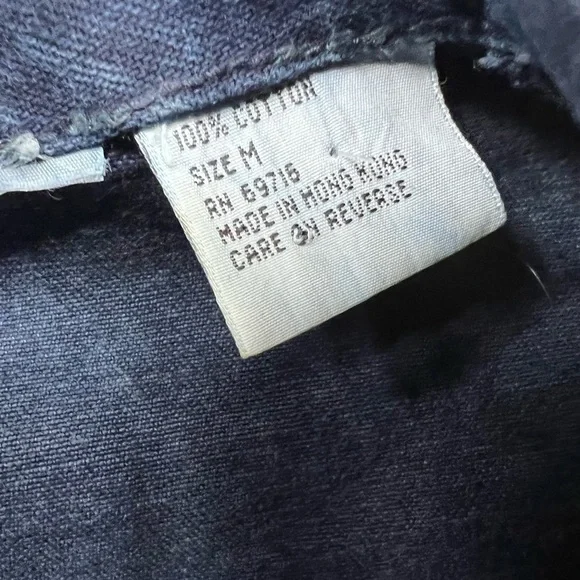 100% COTTON
SIZE M
RN 69716
MADE IN HONG KONG
CARE ON REVERSE